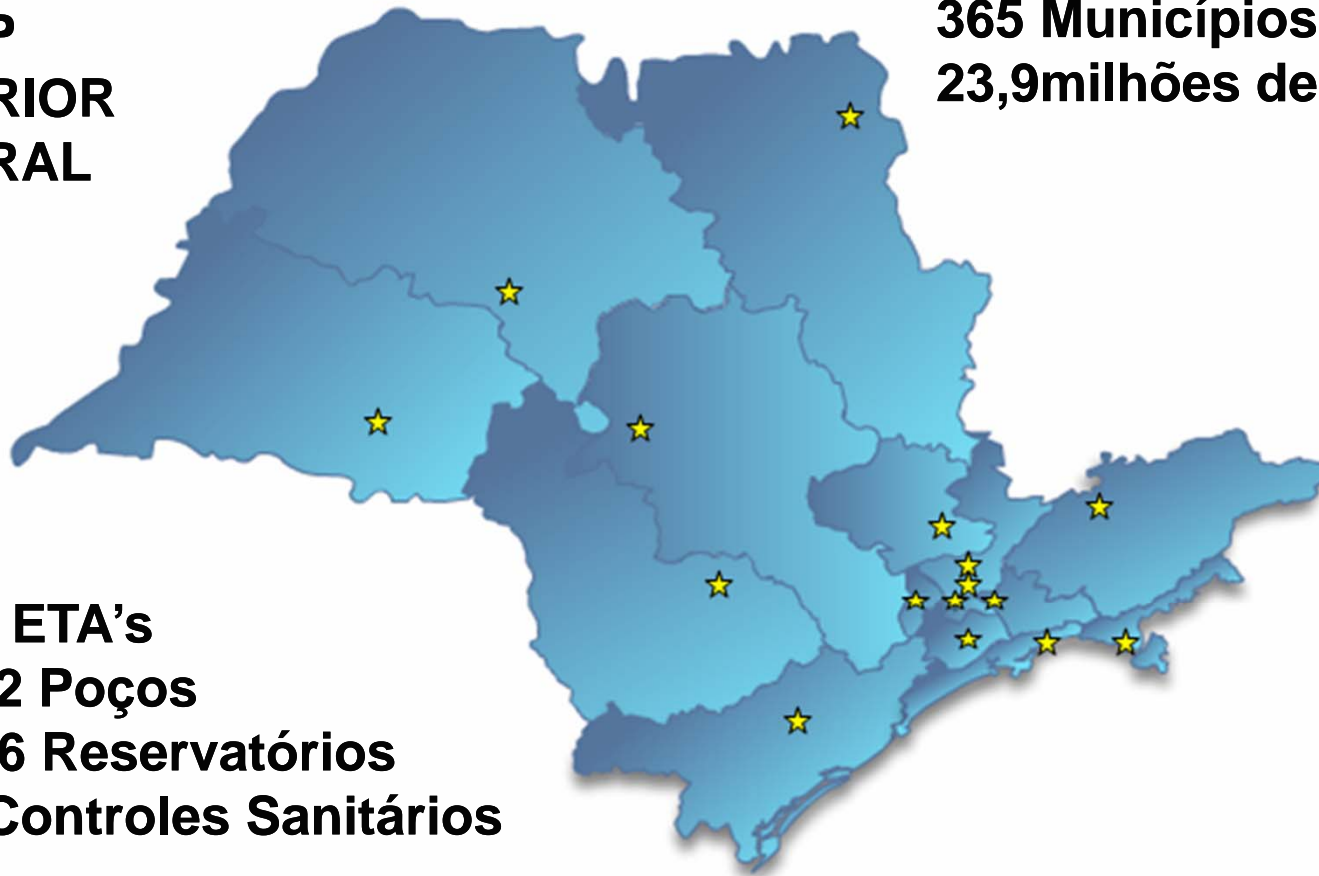 P
RIOR
RAL
365 Municípios
23,9milhões de
ETA’s
2 Poços
6 Reservatórios
Controles Sanitários